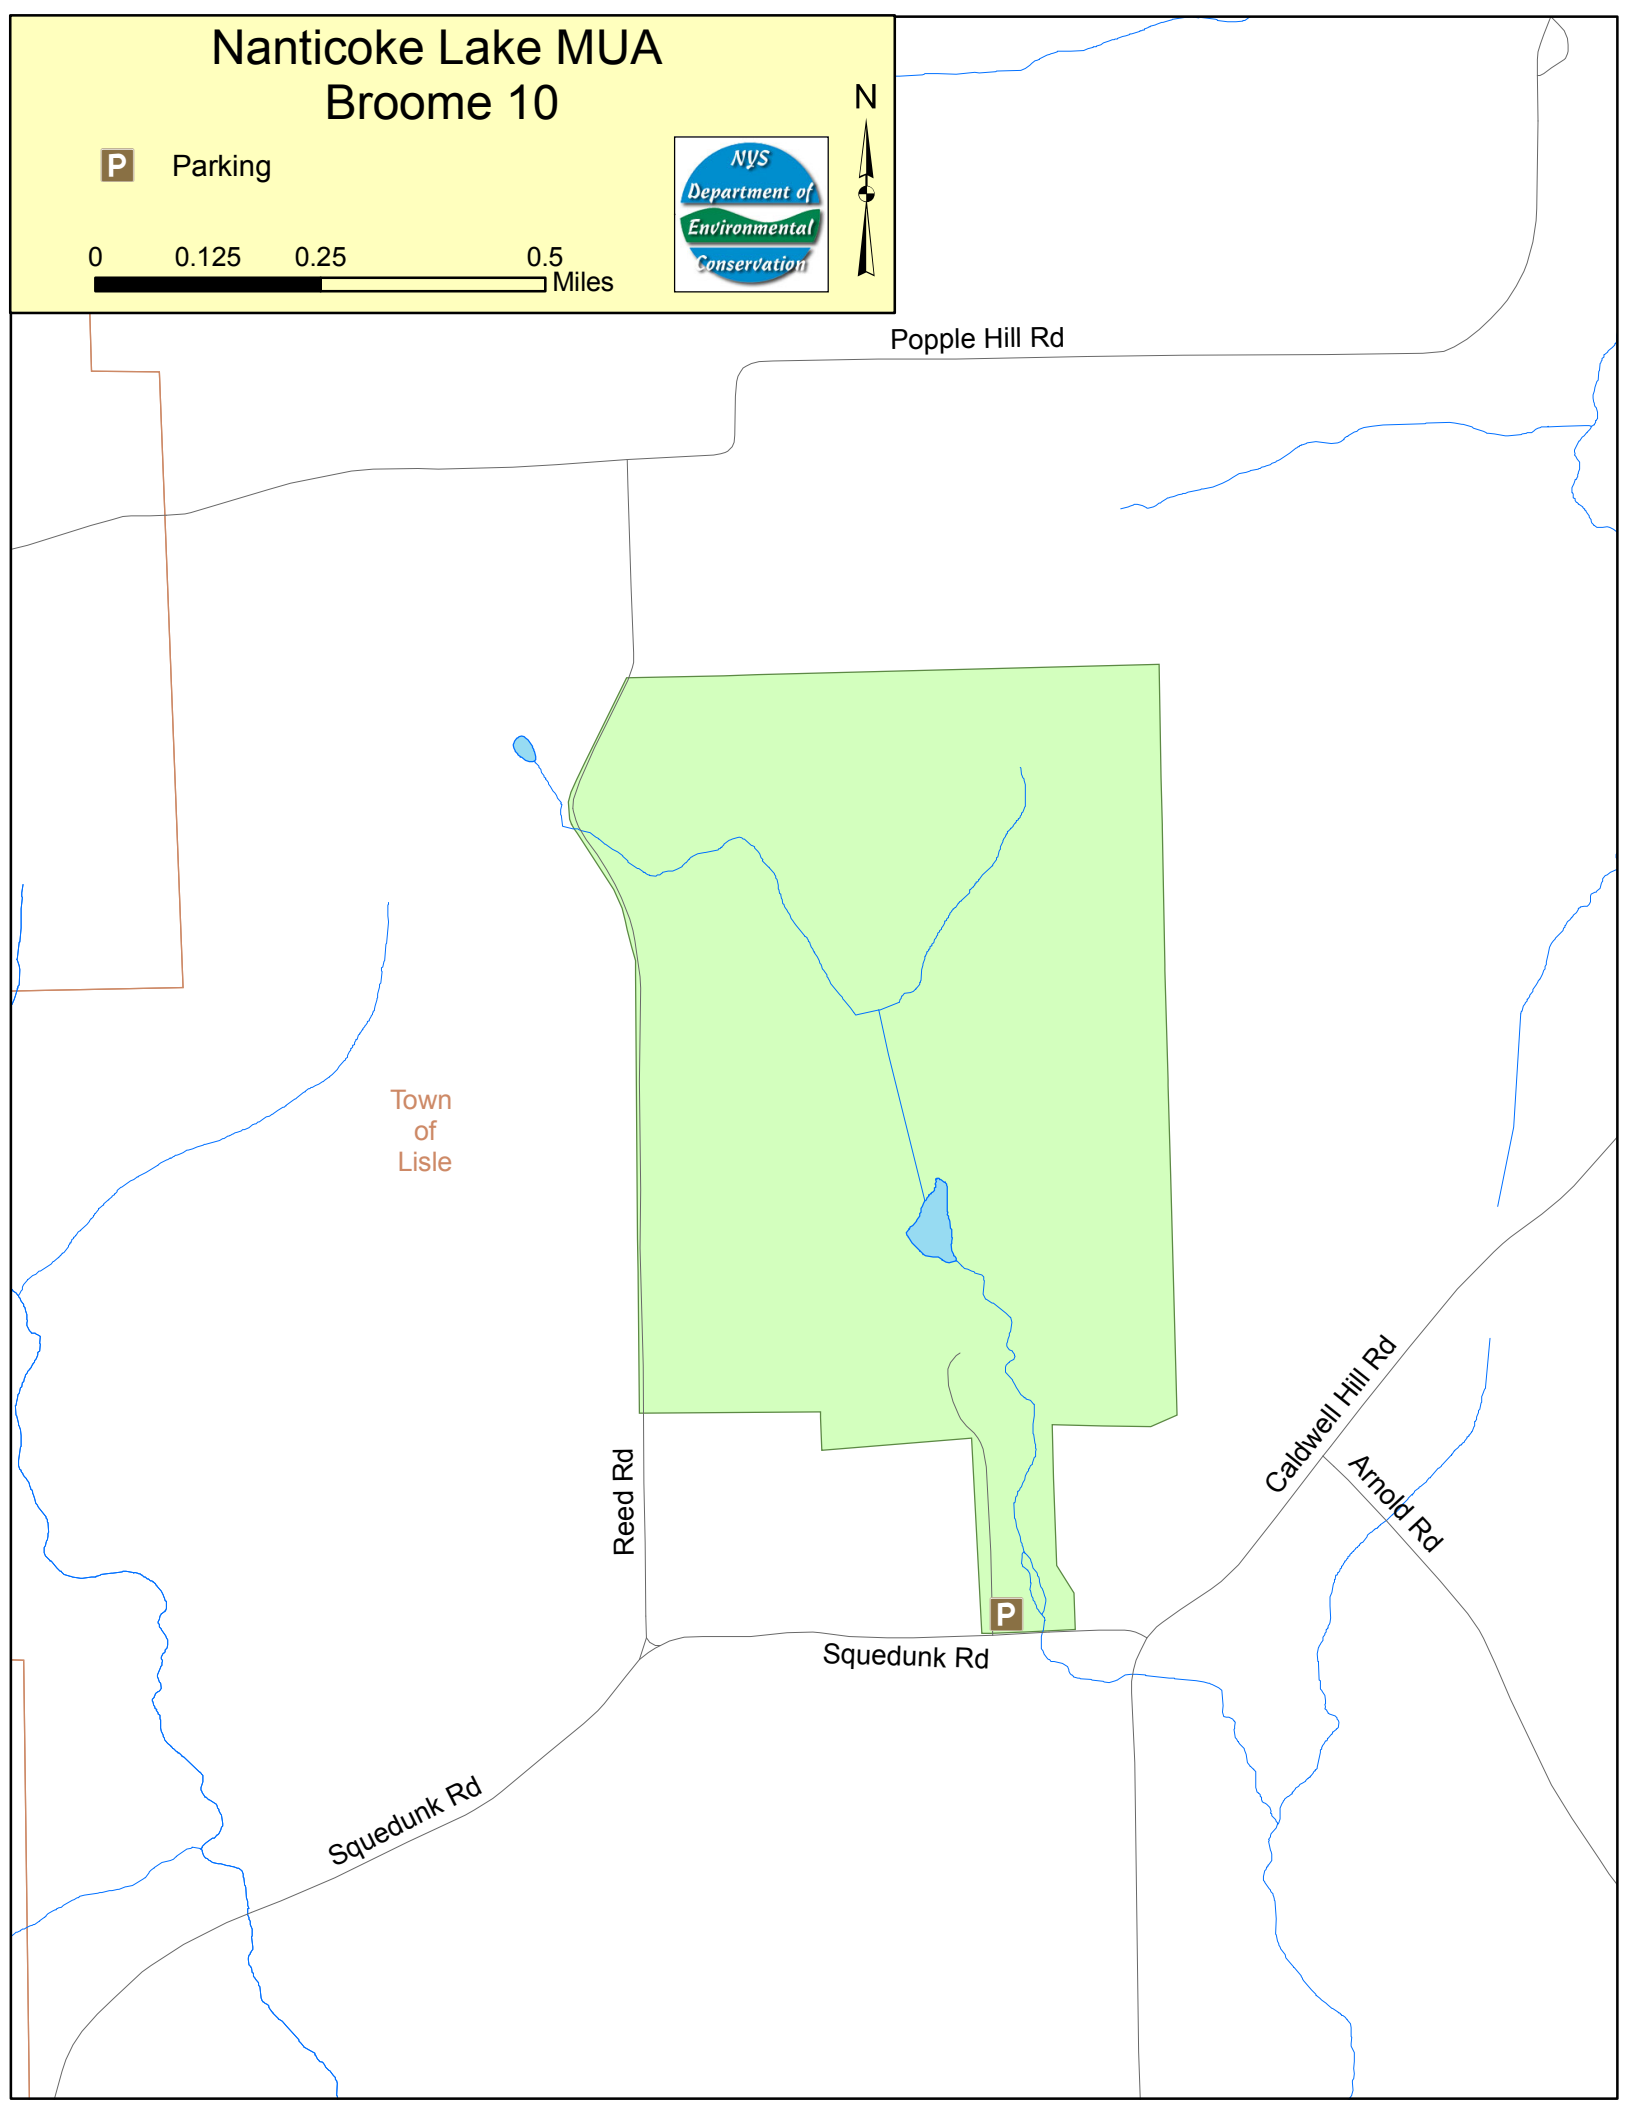 Nanticoke Lake MUA
Broome 10
N
P Parking
NYS
Department of
Environmental
Conservation
0 0.125 0.25 0.5
Miles
Popple Hill Rd
Town
of
Lisle
Caldwell Hill Rd
Arnold Rd
Reed Rd
P
Squedunk Rd
Squedunk Rd